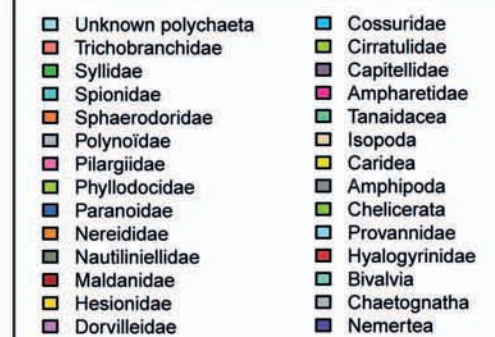 Unknown polychaeta
Trichobranchidae
Syllidae
Spionidae
Sphaerodoridae
Polynoïdae
Pilargiidae
Phyllodocidae
Paranoidae
Nereididae
Nautiliniellidae
Maldanidae
Hesionidae
Dorvilleidae
Cossuridae
Cirratulidae
Capitellidae
Ampharetidae
Tanaidacea
Isopoda
Caridea
Amphipoda
Chelicerata
Provannidae
Hyalogyrinidae
Bivalvia
Chaetognatha
Nemertea